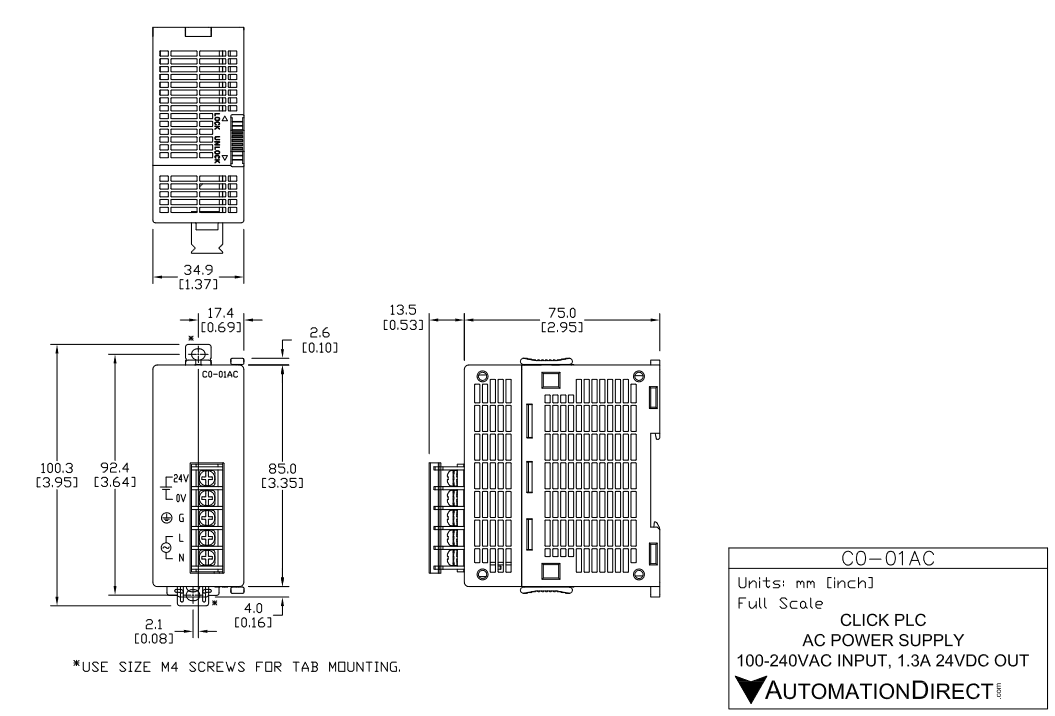 LOCK UNLOCK
34.9
[1.37]
17.4
[0.69]
2.6
[0.10]
*
C0-01AC
100.3
[3.95]
92.4
[3.64]
85.0
[3.35]
24V
0V
G
L
N
*
4.0
[0.16]
2.1
[0.08]
*USE SIZE M4 SCREWS FOR TAB MOUNTING.
13.5
[0.53]
75.0
[2.95]
C0-01AC
Units: mm [inch]
Full Scale
CLICK PLC
AC POWER SUPPLY
100-240VAC INPUT, 1.3A 24VDC OUT
AUTOMATIONDIRECT.com